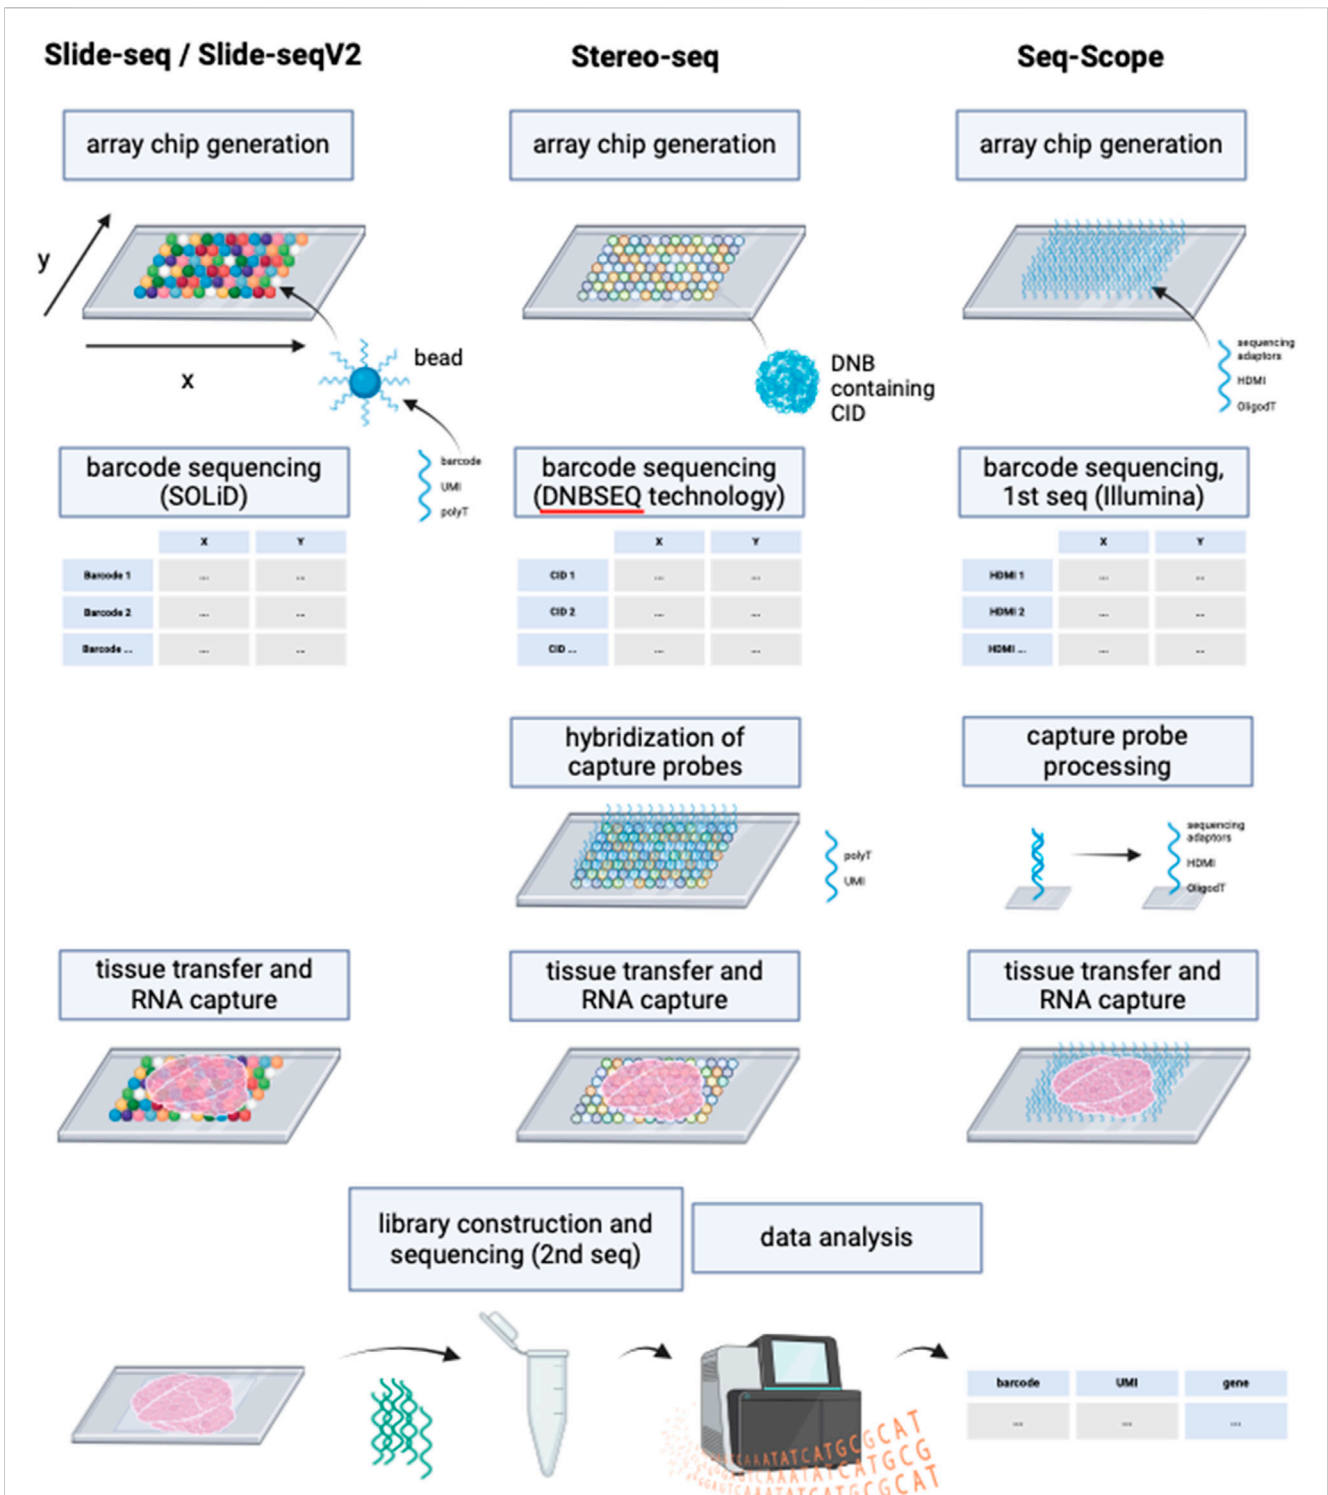 Slide-seq / Slide-seqV2
Stereo-seq
Seq-Scope
array chip generation
array chip generation
array chip generation
y
x
bead
barcode
UMI
polyT
DNB
containing
CID
sequencing
adaptors
HDMI
OligodT
barcode sequencing
(SOLiD)
barcode sequencing
(DNBSEQ technology)
barcode sequencing,
1st seq (Illumina)
X Y
Barcode 1 ... ...
Barcode 2 ... ...
Barcode ... ... ...
X Y
CID 1 ... ...
CID 2 ... ...
CID ... ... ...
X Y
HDMI 1 ... ...
HDMI 2 ... ...
HDMI ... ... ...
hybridization of
capture probes
capture probe
processing
polyT
UMI
sequencing
adaptors
HDMI
OligodT
tissue transfer and
RNA capture
tissue transfer and
RNA capture
tissue transfer and
RNA capture
library construction and
sequencing (2nd seq)
data analysis
barcode UMI gene
... ... ...